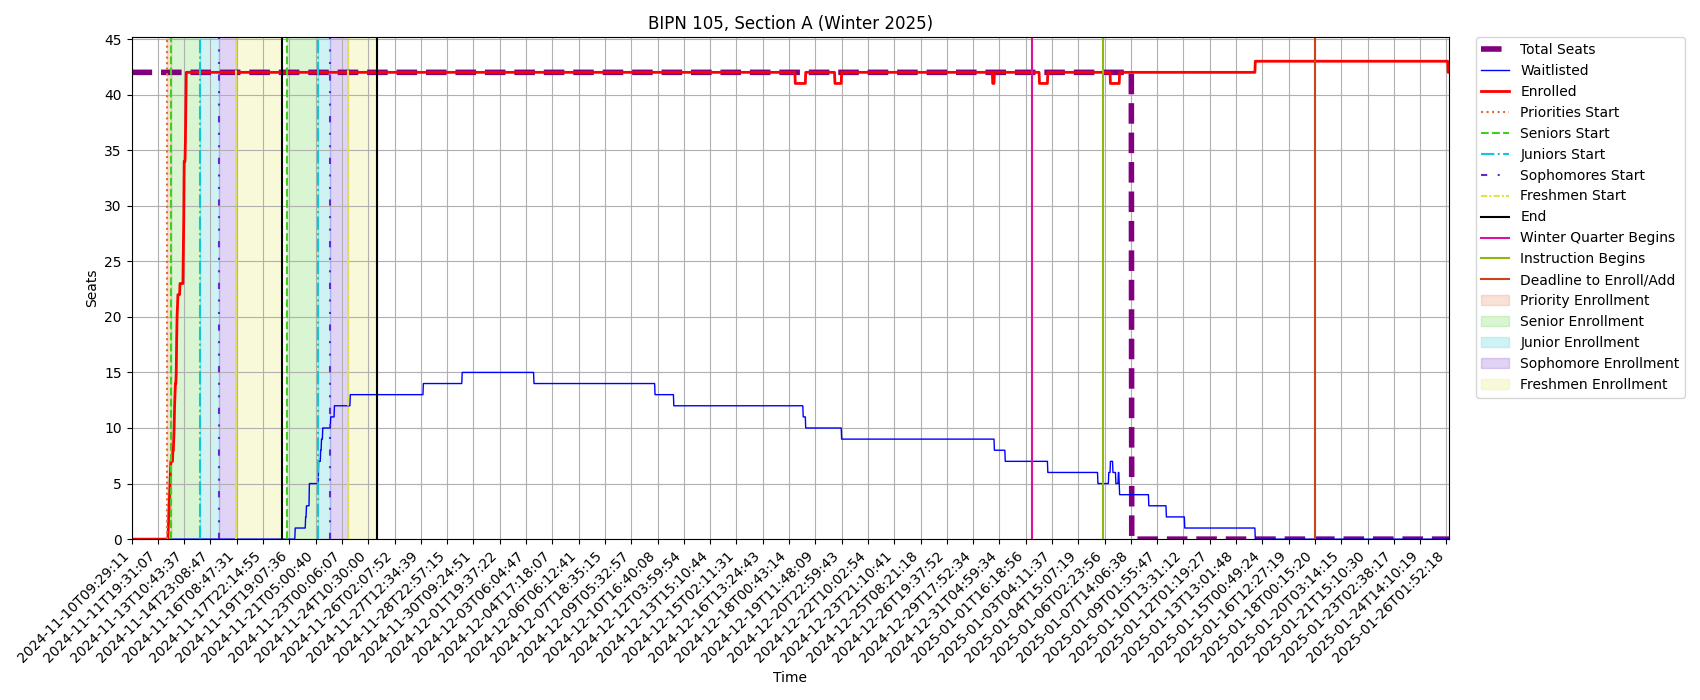 BIPN 105, Section A (Winter 2025)
45
40
35
30
25
20
15
10
5
0
Seats
2024-11-10T09:29:11
2024-11-11T19:31:07
2024-11-13T10:43:37
2024-11-14T23:08:47
2024-11-16T08:47:31
2024-11-17T22:14:55
2024-11-19T19:07:36
2024-11-21T05:00:40
2024-11-23T00:06:07
2024-11-24T10:30:00
2024-11-26T02:07:52
2024-11-27T12:34:39
2024-11-28T22:57:15
2024-11-30T09:24:51
2024-12-01T19:37:22
2024-12-03T06:04:47
2024-12-04T17:18:07
2024-12-06T06:12:41
2024-12-07T18:35:15
2024-12-09T05:32:57
2024-12-10T16:40:08
2024-12-12T03:59:54
2024-12-13T15:10:44
2024-12-15T02:11:31
2024-12-16T13:24:43
2024-12-18T00:43:14
2024-12-19T11:48:09
2024-12-20T22:59:43
2024-12-22T10:02:54
2024-12-23T21:10:41
2024-12-25T08:21:18
2024-12-26T19:37:52
2024-12-29T17:52:34
2024-12-31T04:59:34
2025-01-01T16:18:56
2025-01-03T04:11:37
2025-01-04T15:07:19
2025-01-06T02:23:56
2025-01-07T14:06:38
2025-01-09T01:55:47
2025-01-10T13:31:12
2025-01-12T01:19:27
2025-01-13T13:01:48
2025-01-15T00:49:24
2025-01-16T12:27:19
2025-01-18T00:15:20
2025-01-20T03:14:15
2025-01-21T15:10:30
2025-01-23T02:38:17
2025-01-24T14:10:19
2025-01-26T01:52:18
Time
Total Seats
Waitlisted
Enrolled
Priorities Start
Seniors Start
Juniors Start
Sophomores Start
Freshmen Start
End
Winter Quarter Begins
Instruction Begins
Deadline to Enroll/Add
Priority Enrollment
Senior Enrollment
Junior Enrollment
Sophomore Enrollment
Freshmen Enrollment